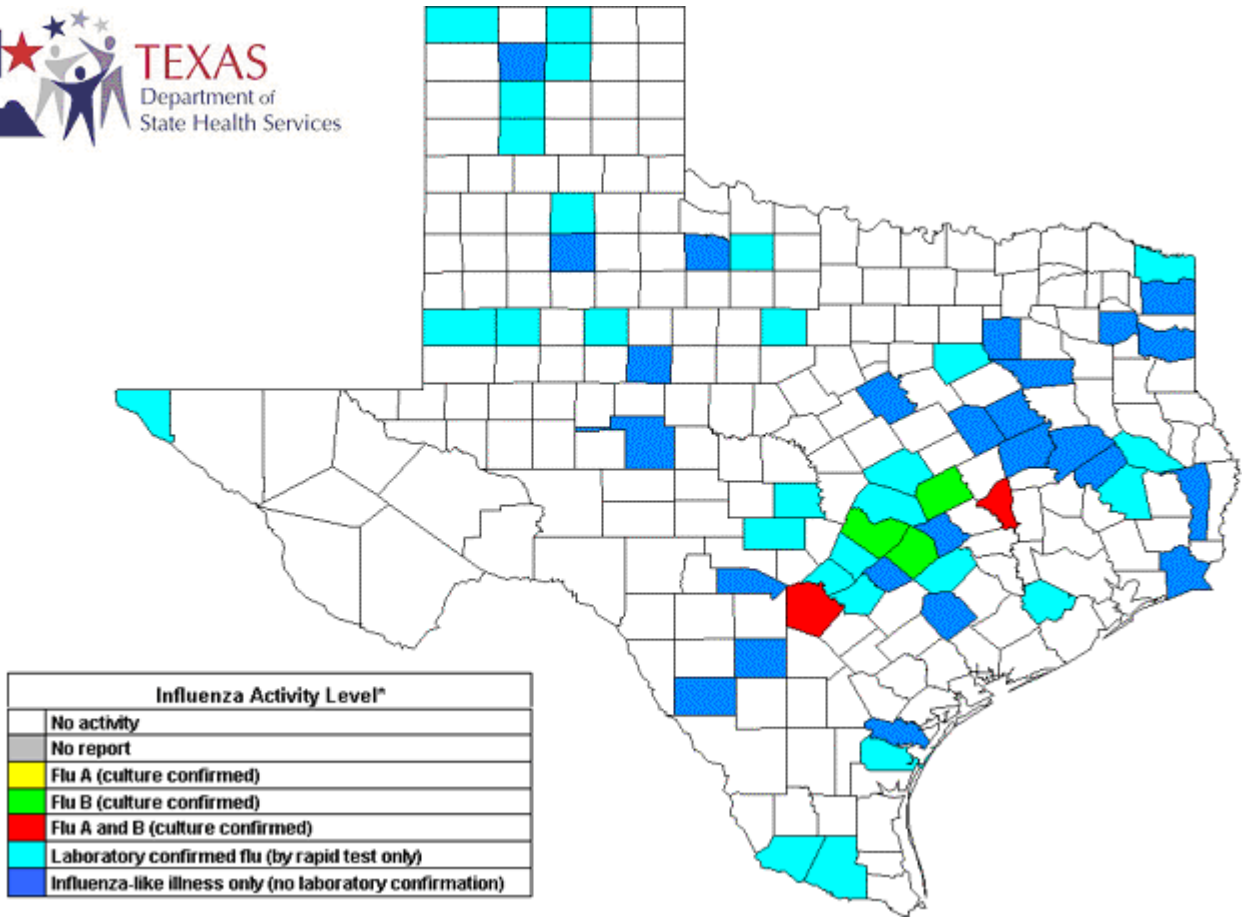 TEXAS
Department of
State Health Services
Influenza Activity Level*
No activity
No report
Flu A (culture confirmed)
Flu B (culture confirmed)
Flu A and B (culture confirmed)
Laboratory confirmed flu (by rapid test only)
Influenza-like illness only (no laboratory confirmation)